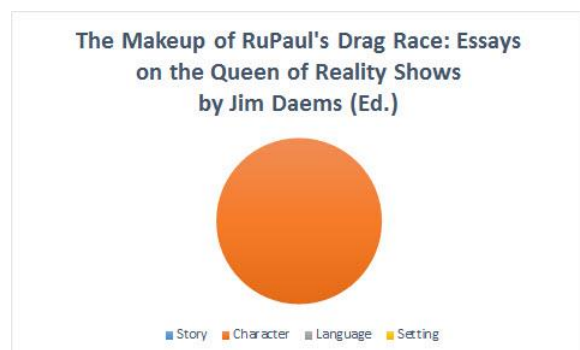 The Makeup of RuPaul's Drag Race: Essays
on the Queen of Reality Shows
by Jim Daems (Ed.)
Story Character Language Setting